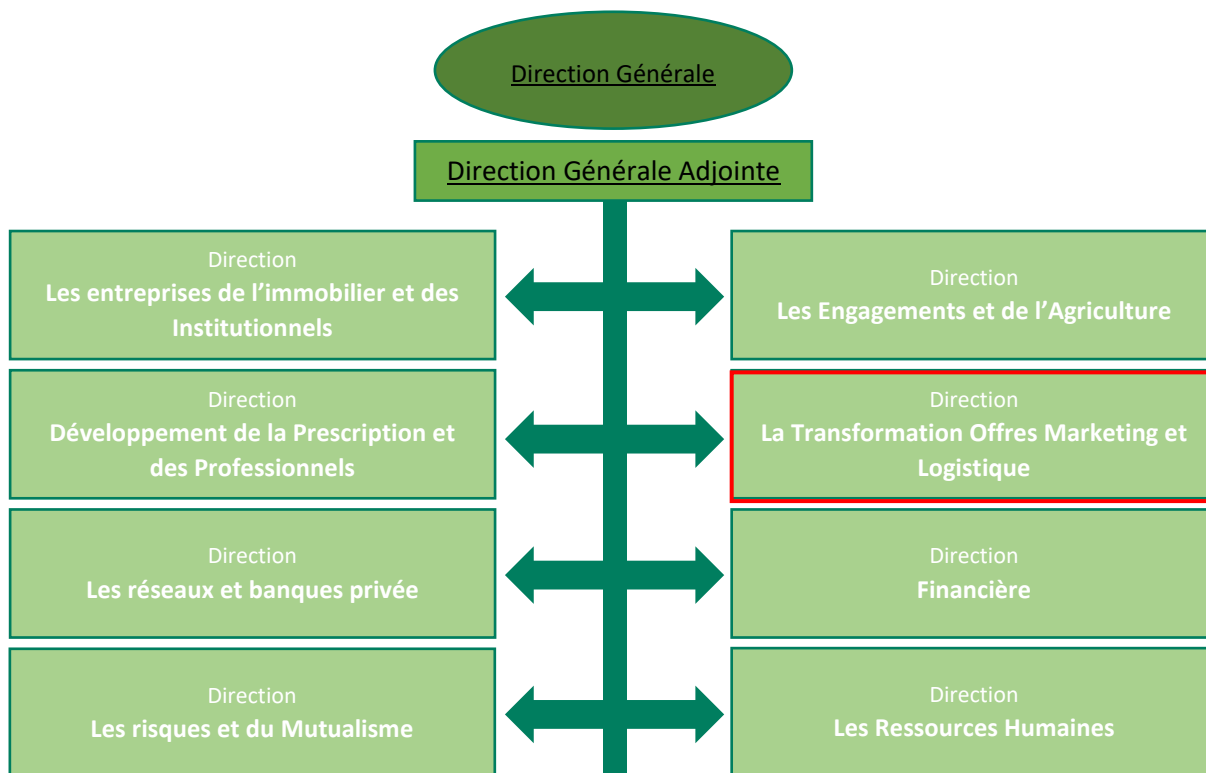 Direction Générale
Direction Générale Adjointe
Direction
Les entreprises de l’immobilier et des
Institutionnels
Direction
Les Engagements et de l’Agriculture
Direction
Développement de la Prescription et
des Professionnels
Direction
La Transformation Offres Marketing et
Logistique
Direction
Les réseaux et banques privée
Direction
Financière
Direction
Les risques et du Mutualisme
Direction
Les Ressources Humaines